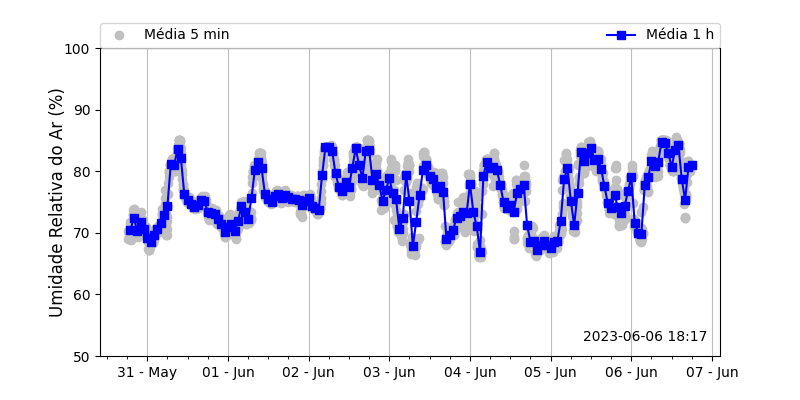 Média 5 min
Média 1 h
100
90
80
70
60
50
Umidade Relativa do Ar (%)
2023-06-06 18:17
31 - May
01 - Jun
02 - Jun
03 - Jun
04 - Jun
05 - Jun
06 - Jun
07 - Jun